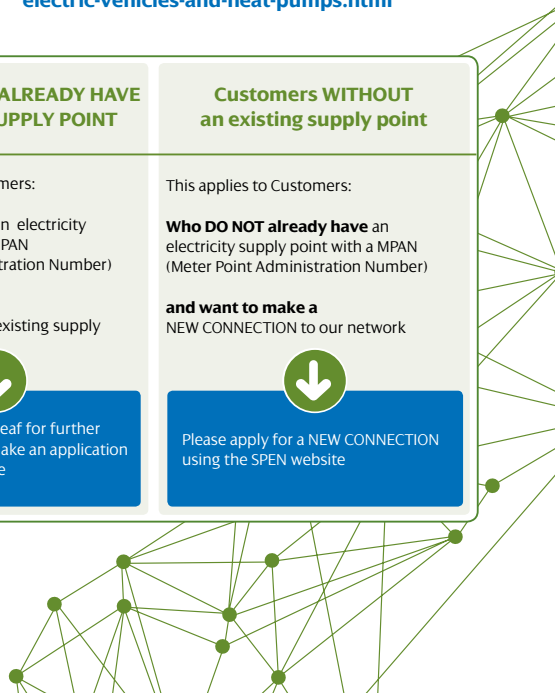 electric-vehicles-and-heat-pumps.html
ALREADY HAVE
UPPLY POINT
mers:
n electricity
PAN
tration Number)
existing supply
eaf for further
ake an application
e
Customers WITHOUT
an existing supply point
This applies to Customers:
Who DO NOT already have an
electricity supply point with a MPAN
(Meter Point Administration Number)
and want to make a
NEW CONNECTION to our network
Please apply for a NEW CONNECTION
using the SPEN website